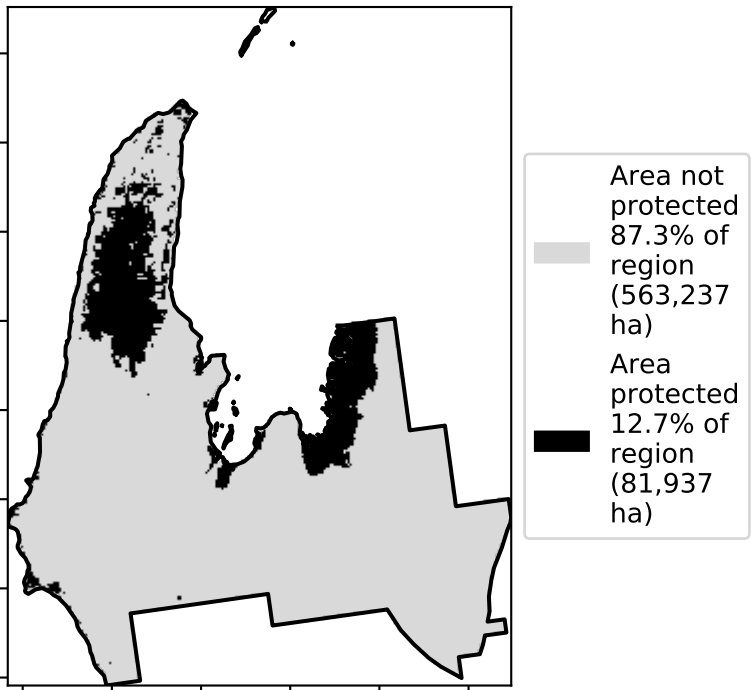 Area not
protected
87.3% of
region
(563,237
ha)
Area
protected
12.7% of
region
(81,937
ha)